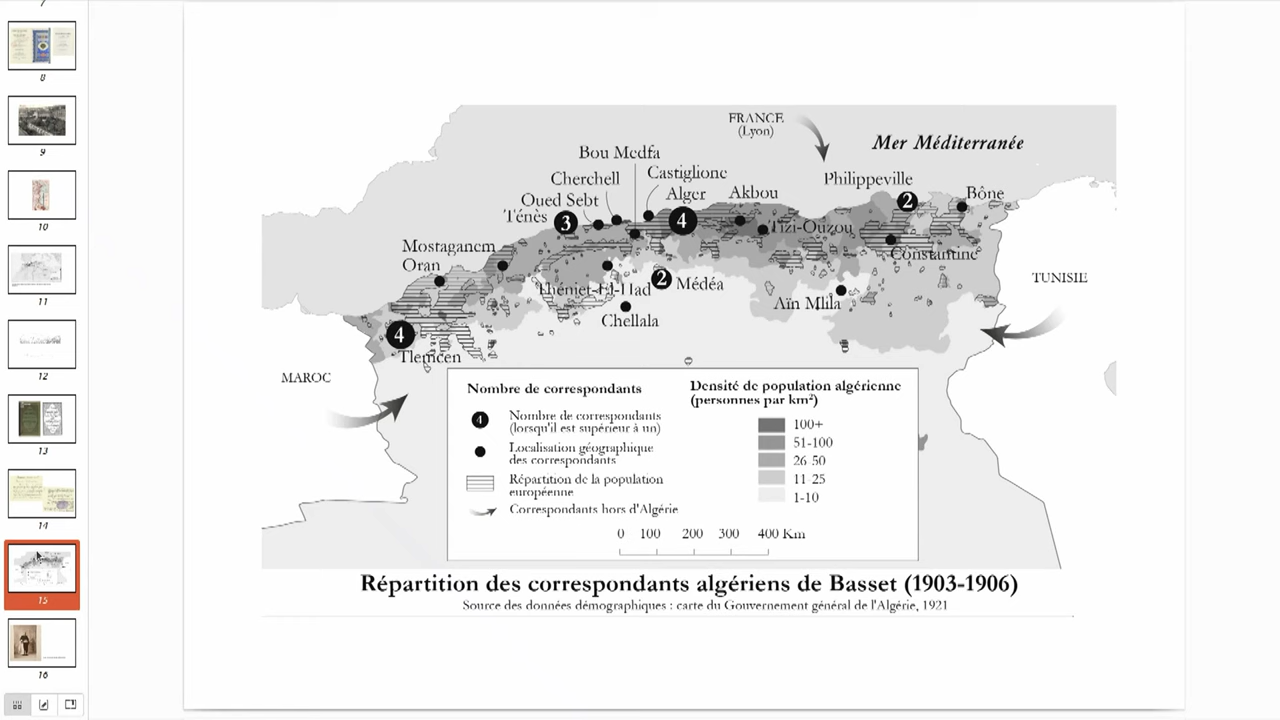 7
8
9
10
11
12
13
14
15
16
FRANCE
(Lyon)
Mer Méditerranée
Bou Medfa
Castiglione
Cherchell
Alger
Akbou
Philippeville
Bône
Oued Sebt
Ténès
3
4
2
Tizi-Ouzou
Mostaganem
Oran
Constantine
Théniet-El-Had
2
Médéa
Aïn Mlila
TUNISIE
Chellala
4
Tlemcen
MAROC
Nombre de correspondants
4
Nombre de correspondants
(lorsqu'il est supérieur à un)
Localisation géographique
des correspondants
Répartition de la population
européenne
Correspondants hors d'Algérie
Densité de population algérienne
(personnes par km²)
100+
51-100
26-50
11-25
1-10
0 100 200 300 400 Km
Répartition des correspondants algériens de Basset (1903-1906)
Source des données démographiques : carte du Gouvernement général de l'Algérie, 1921